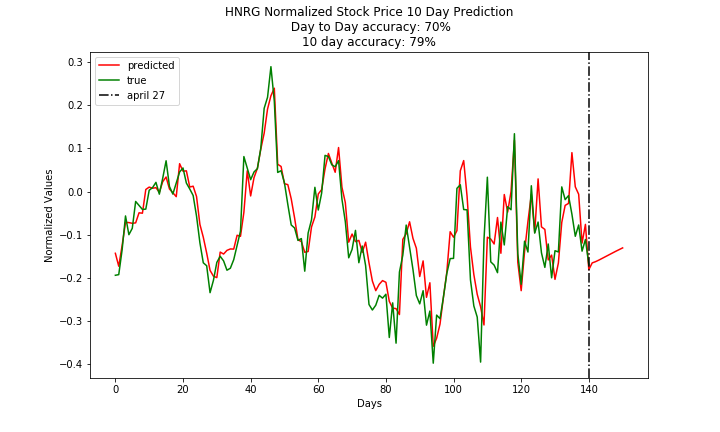 HNRG Normalized Stock Price 10 Day Prediction
Day to Day accuracy: 70%
10 day accuracy: 79%
predicted
true
april 27
Normalized Values
0.3
0.2
0.1
0.0
−0.1
−0.2
−0.3
−0.4
0 20 40 60 80 100 120 140
Days